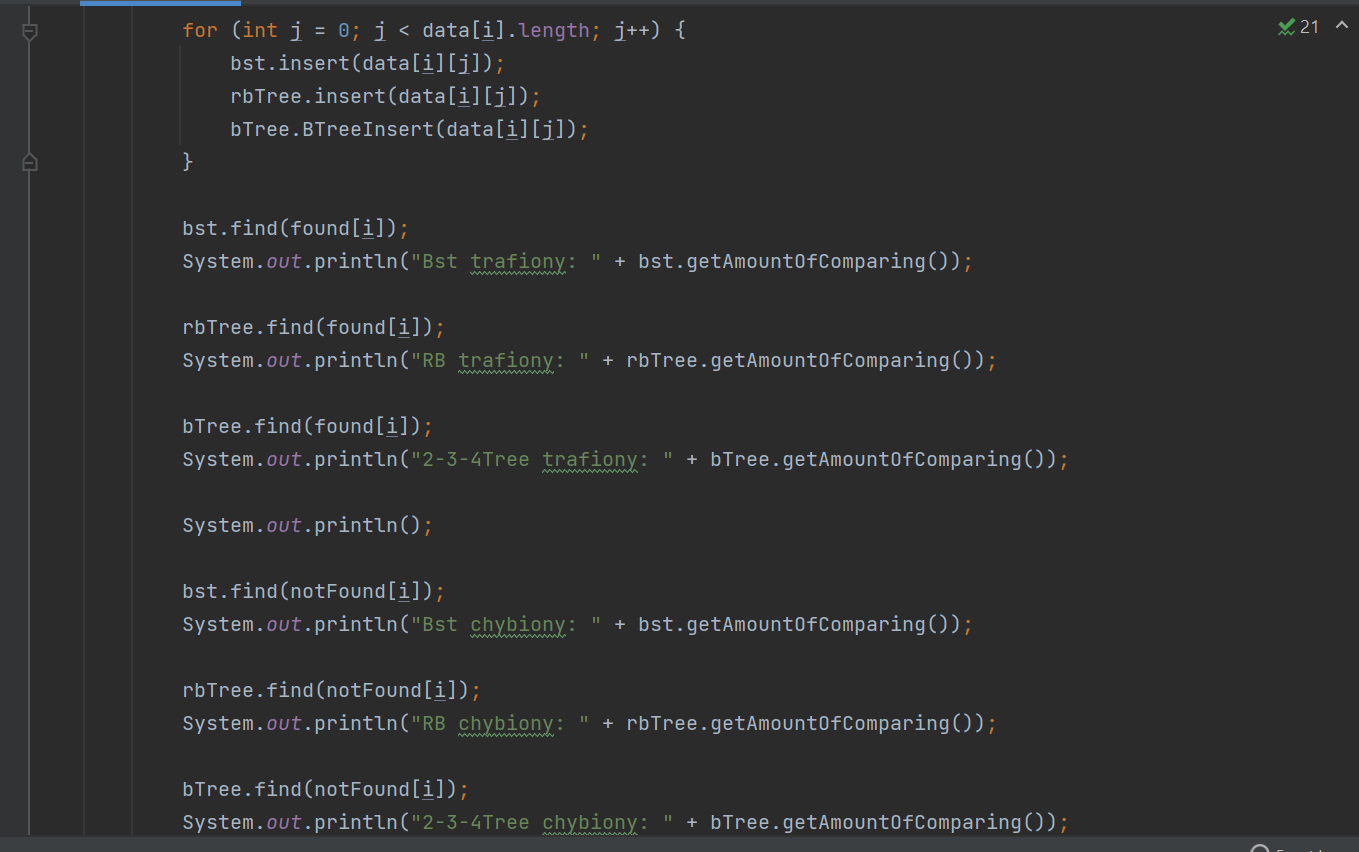 for (int j = 0; j < data[i].length; j++) {
21
bst.insert(data[i][j]);
rbTree.insert(data[i][j]);
bTree.BTreeInsert(data[i][j]);
}
bst.find(found[i]);
System.out.println("Bst trafiony: " + bst.getAmountOfComparing());
rbTree.find(found[i]);
System.out.println("RB trafiony: " + rbTree.getAmountOfComparing());
bTree.find(found[i]);
System.out.println("2-3-4Tree trafiony: " + bTree.getAmountOfComparing());
System.out.println();
bst.find(notFound[i]);
System.out.println("Bst chybiony: " + bst.getAmountOfComparing());
rbTree.find(notFound[i]);
System.out.println("RB chybiony: " + rbTree.getAmountOfComparing());
bTree.find(notFound[i]);
System.out.println("2-3-4Tree chybiony: " + bTree.getAmountOfComparing());